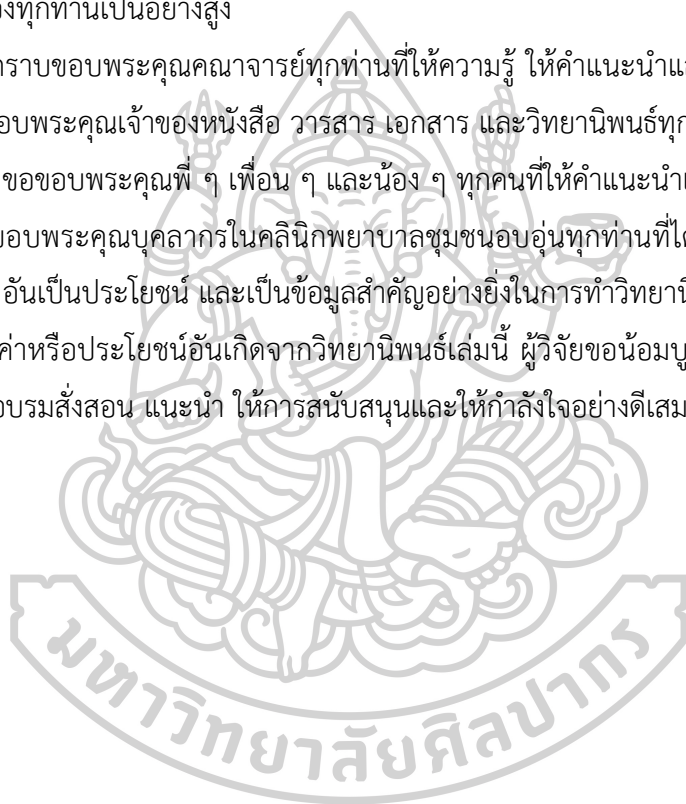 งทุกท่านเป็นอย่างสูง
ราบขอบพระคุณคณาจารย์ทุกท่านที่ให้ความรู้ ให้คำแนะนำแ
อบพระคุณเจ้าของหนังสือ วารสาร เอกสาร และวิทยานิพนธ์ทุก
ขอขอบพระคุณพี่ ๆ เพื่อน ๆ และน้อง ๆ ทุกคนที่ให้คำแนะนำแ
ขอบพระคุณบุคลากรในคลินิกพยาบาลชุมชนอบอุ่นทุกท่านที่ได้
อันเป็นประโยชน์ และเป็นข้อมูลสำคัญอย่างยิ่งในการทำวิทยานิ
ค่าหรือประโยชน์อันเกิดจากวิทยานิพนธ์เล่มนี้ ผู้วิจัยขอน้อมบู
อบรมสั่งสอน แนะนำ ให้การสนับสนุนและให้กำลังใจอย่างดีเสม
มหาวิทยาลัยศิลปากร